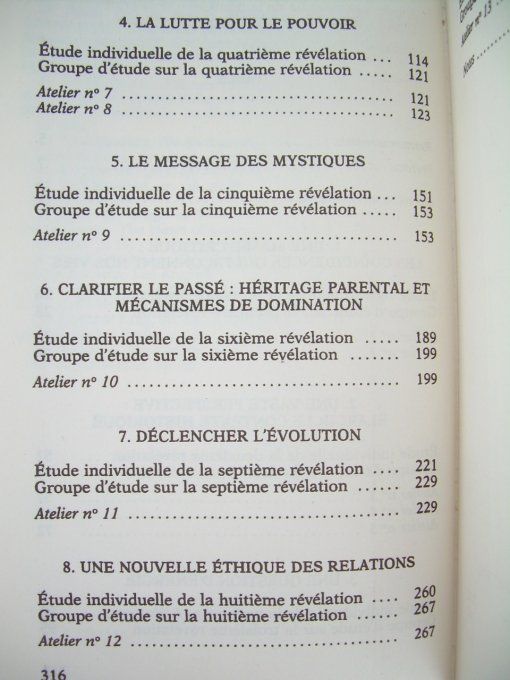 4. LA LUTTE POUR LE POUVOIR
Étude individuelle de la quatrième révélation ... 114
Groupe d'étude sur la quatrième révélation ..... 121
Atelier nº 7 ........................................ 121
Atelier nº 8 ........................................ 123
5. LE MESSAGE DES MYSTIQUES
Étude individuelle de la cinquième révélation ... 151
Groupe d'étude sur la cinquième révélation ..... 153
Atelier nº 9 ........................................ 153
6. CLARIFIER LE PASSÉ : HÉRITAGE PARENTAL ET
MÉCANISMES DE DOMINATION
Étude individuelle de la sixième révélation ..... 189
Groupe d'étude sur la sixième révélation ....... 199
Atelier nº 10 ....................................... 199
7. DÉCLENCHER L'ÉVOLUTION
Étude individuelle de la septième révélation .... 221
Groupe d'étude sur la septième révélation ...... 229
Atelier nº 11 ....................................... 229
8. UNE NOUVELLE ÉTHIQUE DES RELATIONS
Étude individuelle de la huitième révélation .... 260
Groupe d'étude sur la huitième révélation ...... 267
Atelier nº 12 ....................................... 267
316
Atelier nº 13
Nous